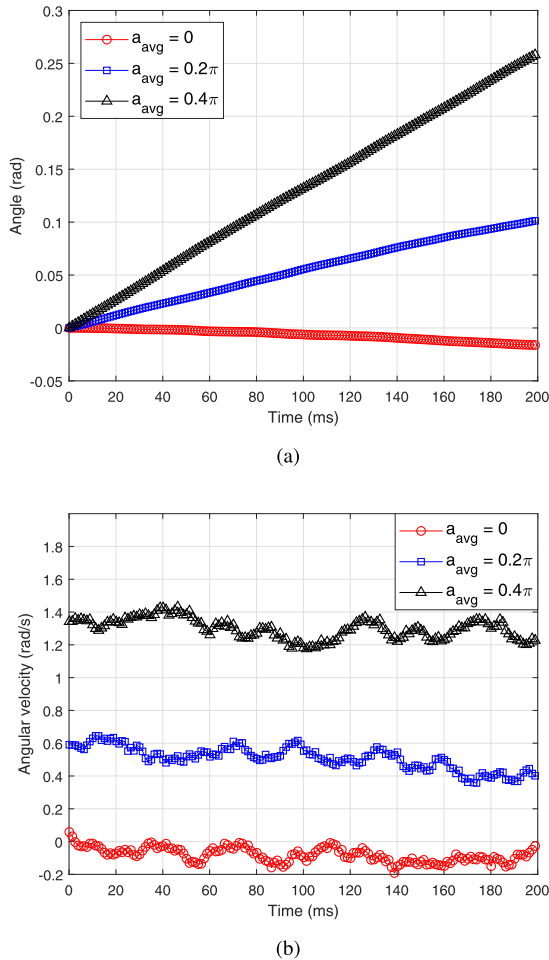 0.3
0.25
0.2
0.15
0.1
0.05
0
-0.05
Angle (rad)
a_avg = 0
a_avg = 0.2π
a_avg = 0.4π
0 20 40 60 80 100 120 140 160 180 200
Time (ms)
(a)
1.8
1.6
1.4
1.2
1
0.8
0.6
0.4
0.2
0
-0.2
Angular velocity (rad/s)
a_avg = 0
a_avg = 0.2π
a_avg = 0.4π
0 20 40 60 80 100 120 140 160 180 200
Time (ms)
(b)